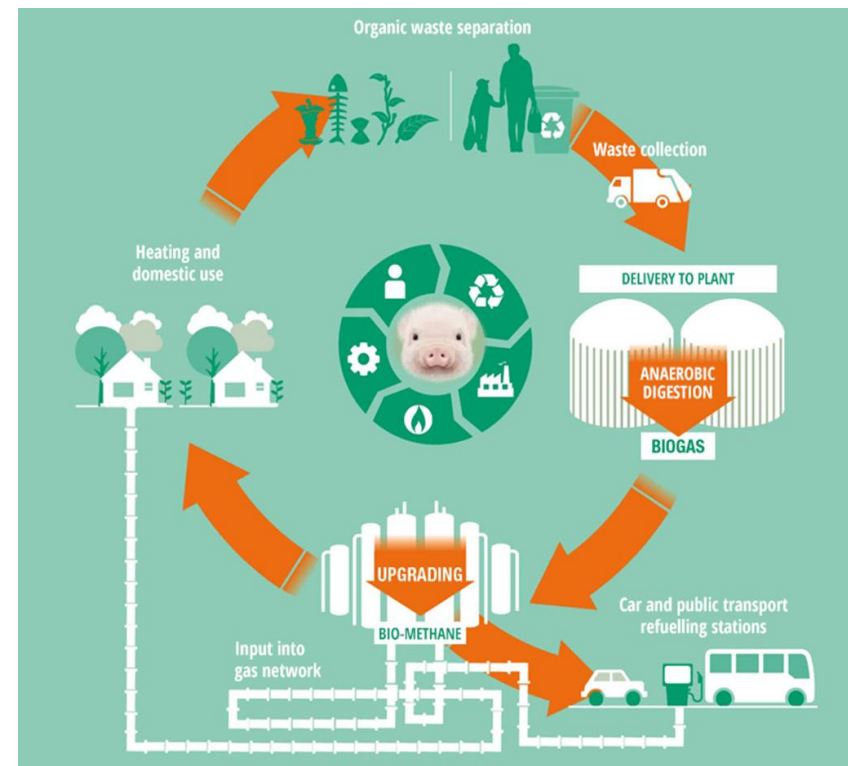 Organic waste separation
Waste collection
DELIVERY TO PLANT
ANAEROBIC
DIGESTION
BIOGAS
UPGRADING
BIO-METHANE
Car and public transport
refuelling stations
Input into
gas network
Heating and
domestic use